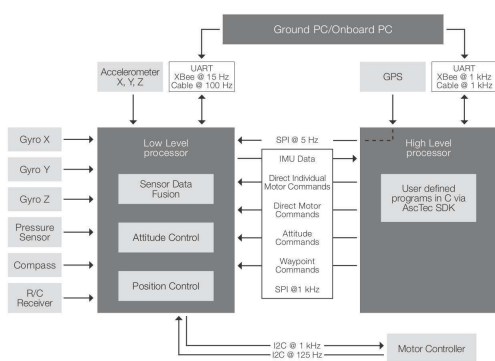 Ground PC/Onboard PC
Accelerometer
X, Y, Z
UART
XBee @ 15 Hz
Cable @ 100 Hz
GPS
UART
XBee @ 1 kHz
Cable @ 1 kHz
Gyro X
Gyro Y
Gyro Z
Pressure
Sensor
Compass
R/C
Receiver
Low Level
processor
Sensor Data
Fusion
Attitude Control
Position Control
SPI @ 5 Hz
IMU Data
Direct Individual
Motor Commands
Direct Motor
Commands
Attitude
Commands
Waypoint
Commands
SPI @1 kHz
High Level
processor
User defined
programs in C via
AscTec SDK
I2C @ 1 kHz
I2C @ 125 Hz
Motor Controller